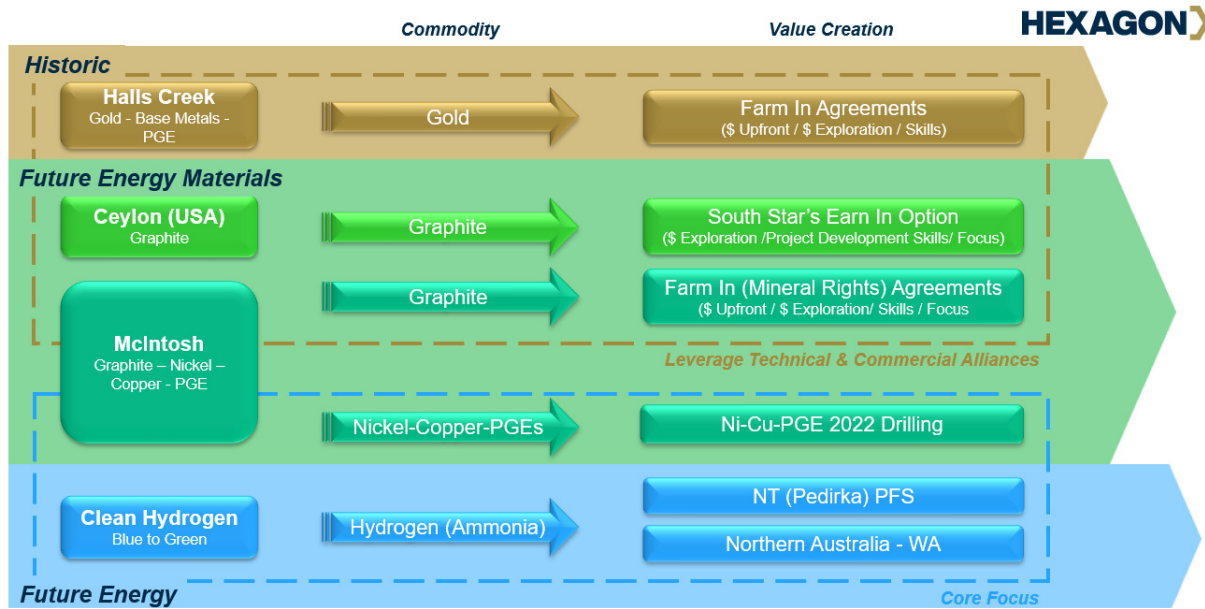 Commodity
Value Creation
HEXAGON
Historic
Halls Creek
Gold - Base Metals -
PGE
Gold
Farm In Agreements
($ Upfront / $ Exploration / Skills)
Future Energy Materials
Ceylon (USA)
Graphite
Graphite
South Star's Earn In Option
($ Exploration /Project Development Skills/ Focus)
McIntosh
Graphite – Nickel –
Copper - PGE
Graphite
Farm In (Mineral Rights) Agreements
($ Upfront / $ Exploration/ Skills / Focus
Leverage Technical & Commercial Alliances
Nickel-Copper-PGEs
Ni-Cu-PGE 2022 Drilling
Clean Hydrogen
Blue to Green
Hydrogen (Ammonia)
NT (Pedirka) PFS
Northern Australia - WA
Future Energy
Core Focus